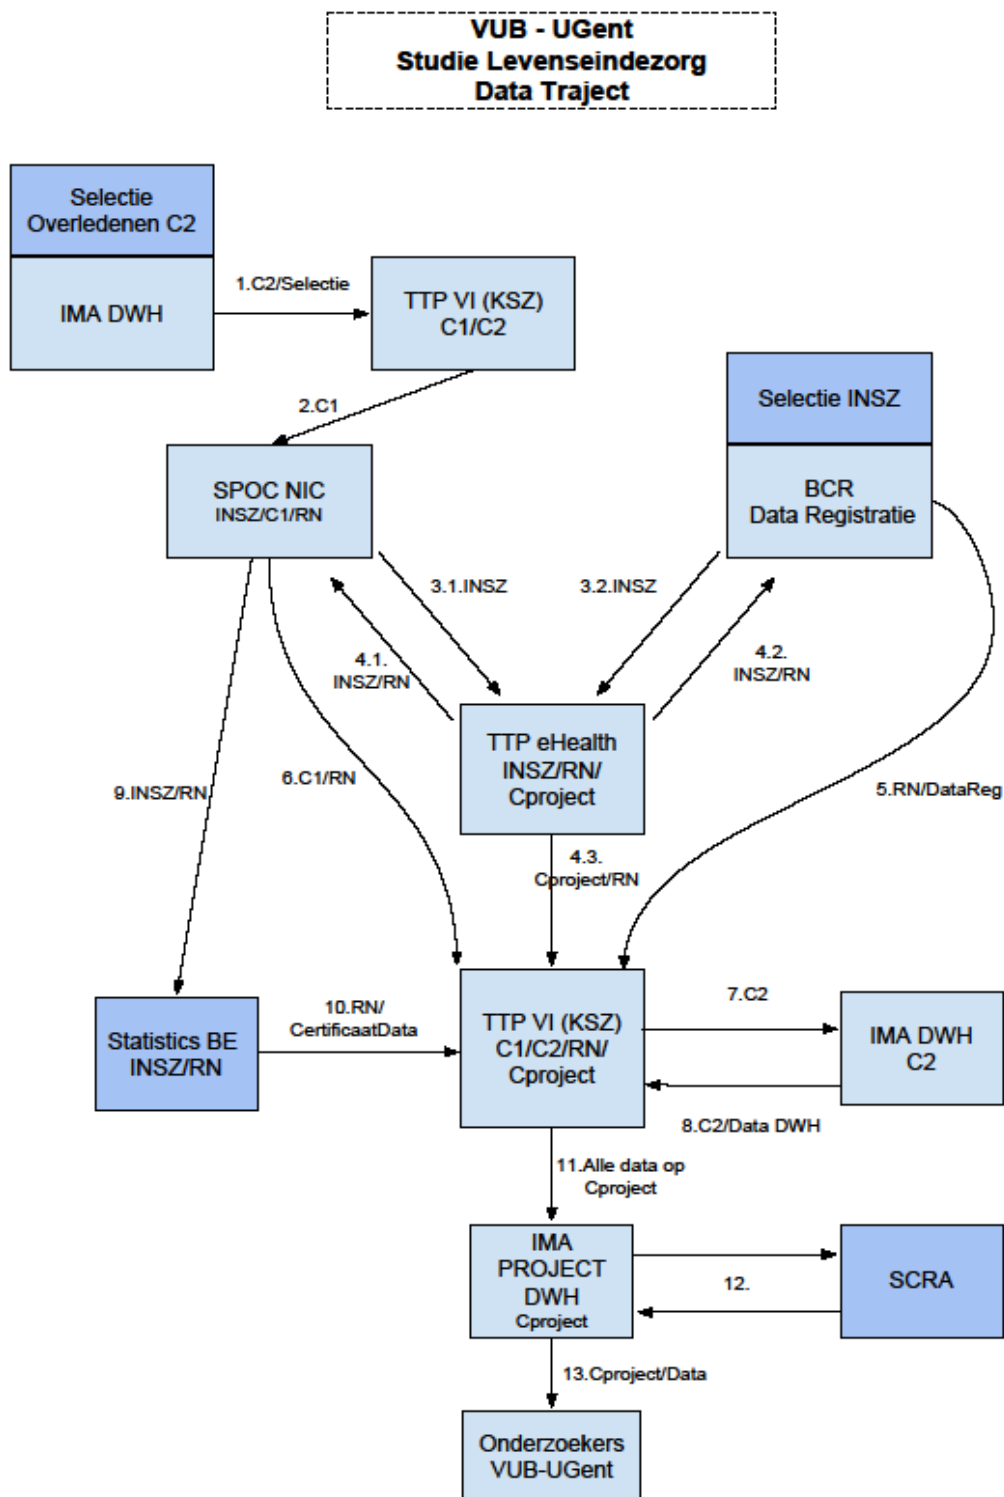 VUB - UGent
Studie Levenseindezorg
Data Traject
Selectie
Overledenen C2
IMA DWH
1.C2/Selectie
TTP VI (KSZ)
C1/C2
2.C1
Selectie INSZ
BCR
Data Registratie
SPOC NIC
INSZ/C1/RN
3.1.INSZ
3.2.INSZ
4.1.
INSZ/RN
4.2.
INSZ/RN
TTP eHealth
INSZ/RN/
Cproject
9.INSZ/RN
6.C1/RN
5.RN/DataReg
4.3.
Cproject/RN
Statistics BE
INSZ/RN
10.RN/
CertificaatData
TTP VI (KSZ)
C1/C2/RN/
Cproject
7.C2
IMA DWH
C2
8.C2/Data DWH
11.Alle data op
Cproject
IMA
PROJECT
DWH
Cproject
12.
SCRA
13.Cproject/Data
Onderzoekers
VUB-UGent